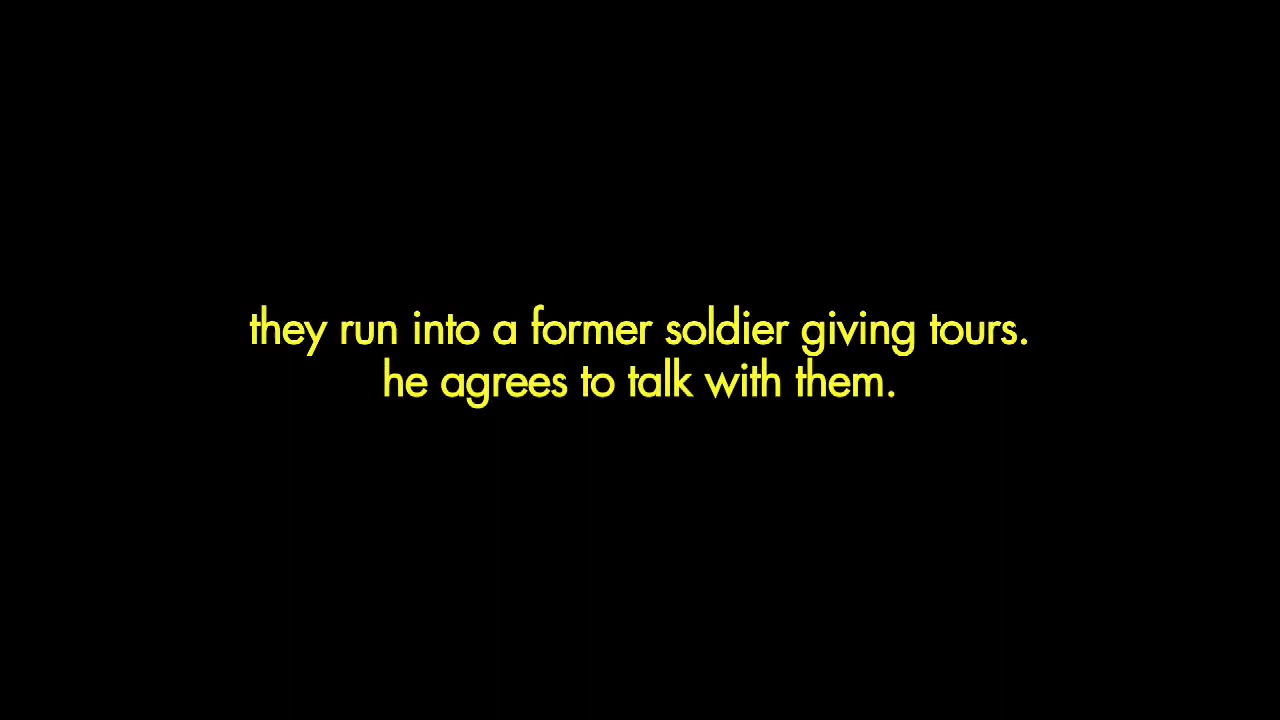 they run into a former soldier giving tours.
he agrees to talk with them.